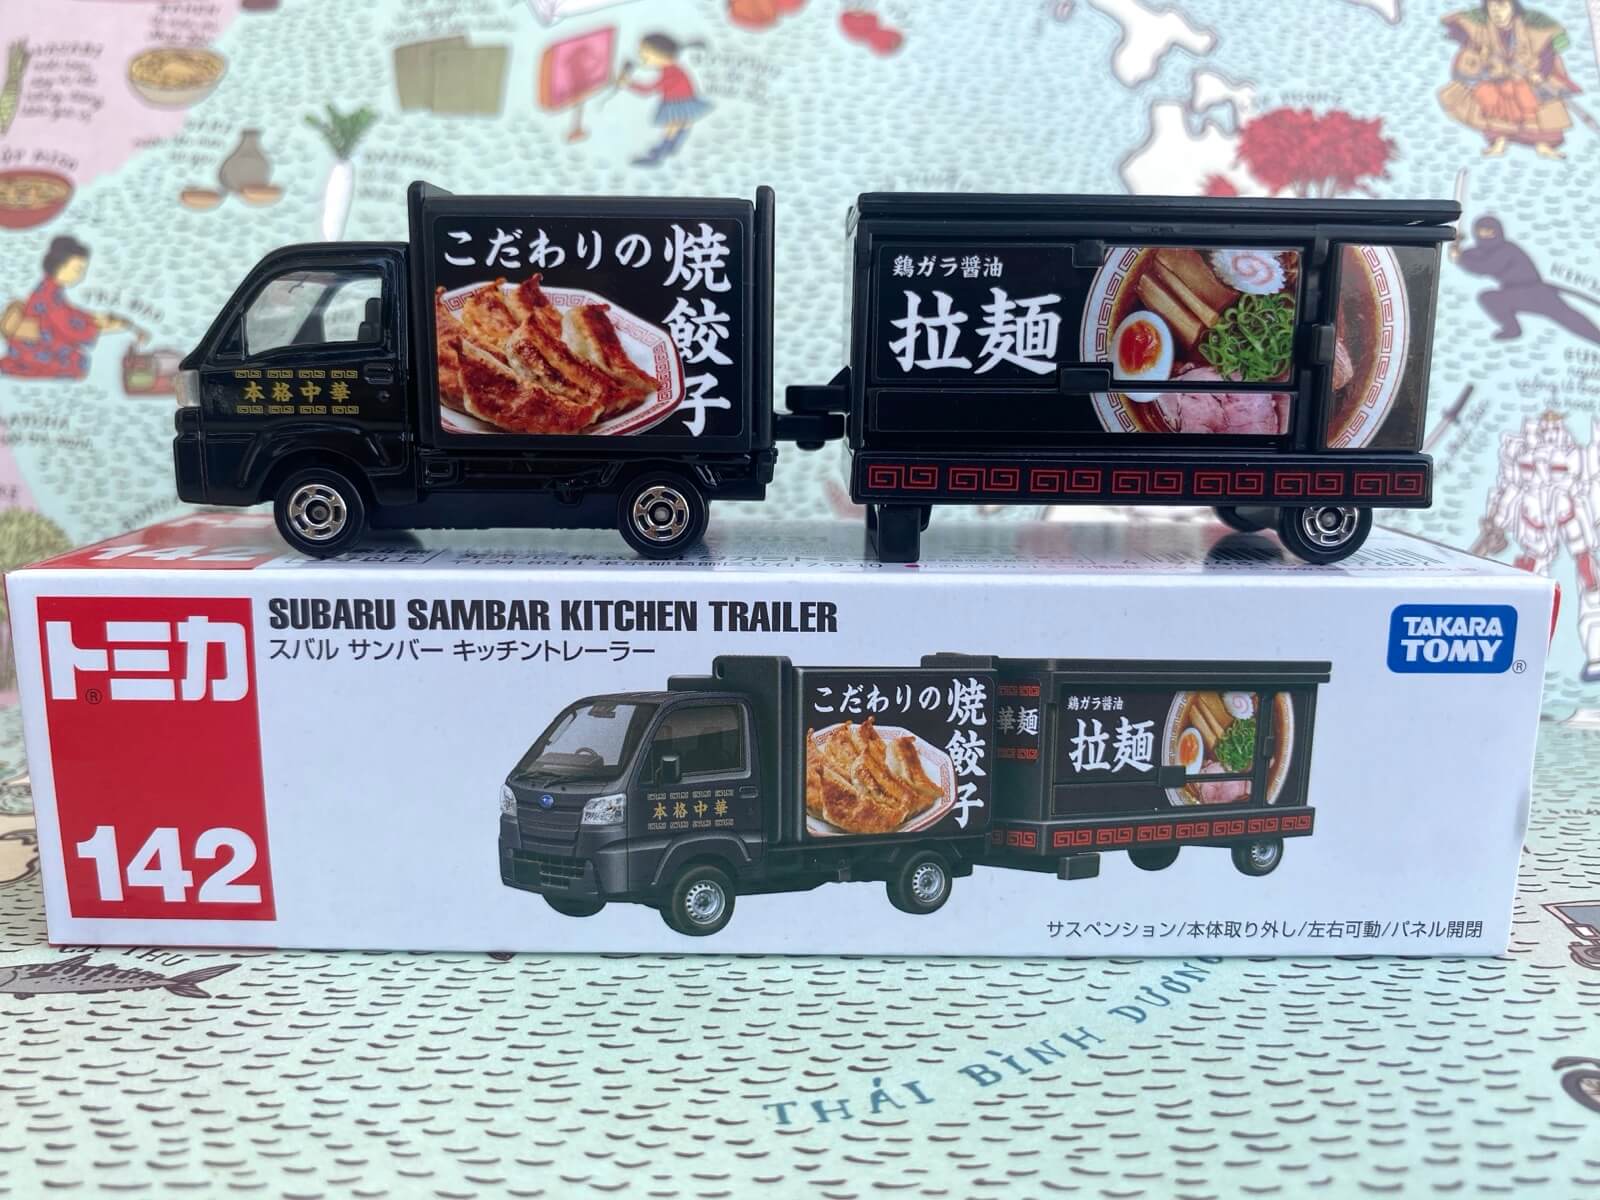 こだわりの
焼餃子
本格中華
鶏ガラ醤油
拉麺
142
トミカ
142
SUBARU SAMBAR KITCHEN TRAILER
スバル サンバー キッチントレーラー
TAKARA
TOMY
こだわりの
焼餃子
本格中華
華麺
鶏ガラ醤油
拉麺
サスペンション/本体取り外し/左右可動/パネル開閉
THÁI BÌNH DƯƠNG